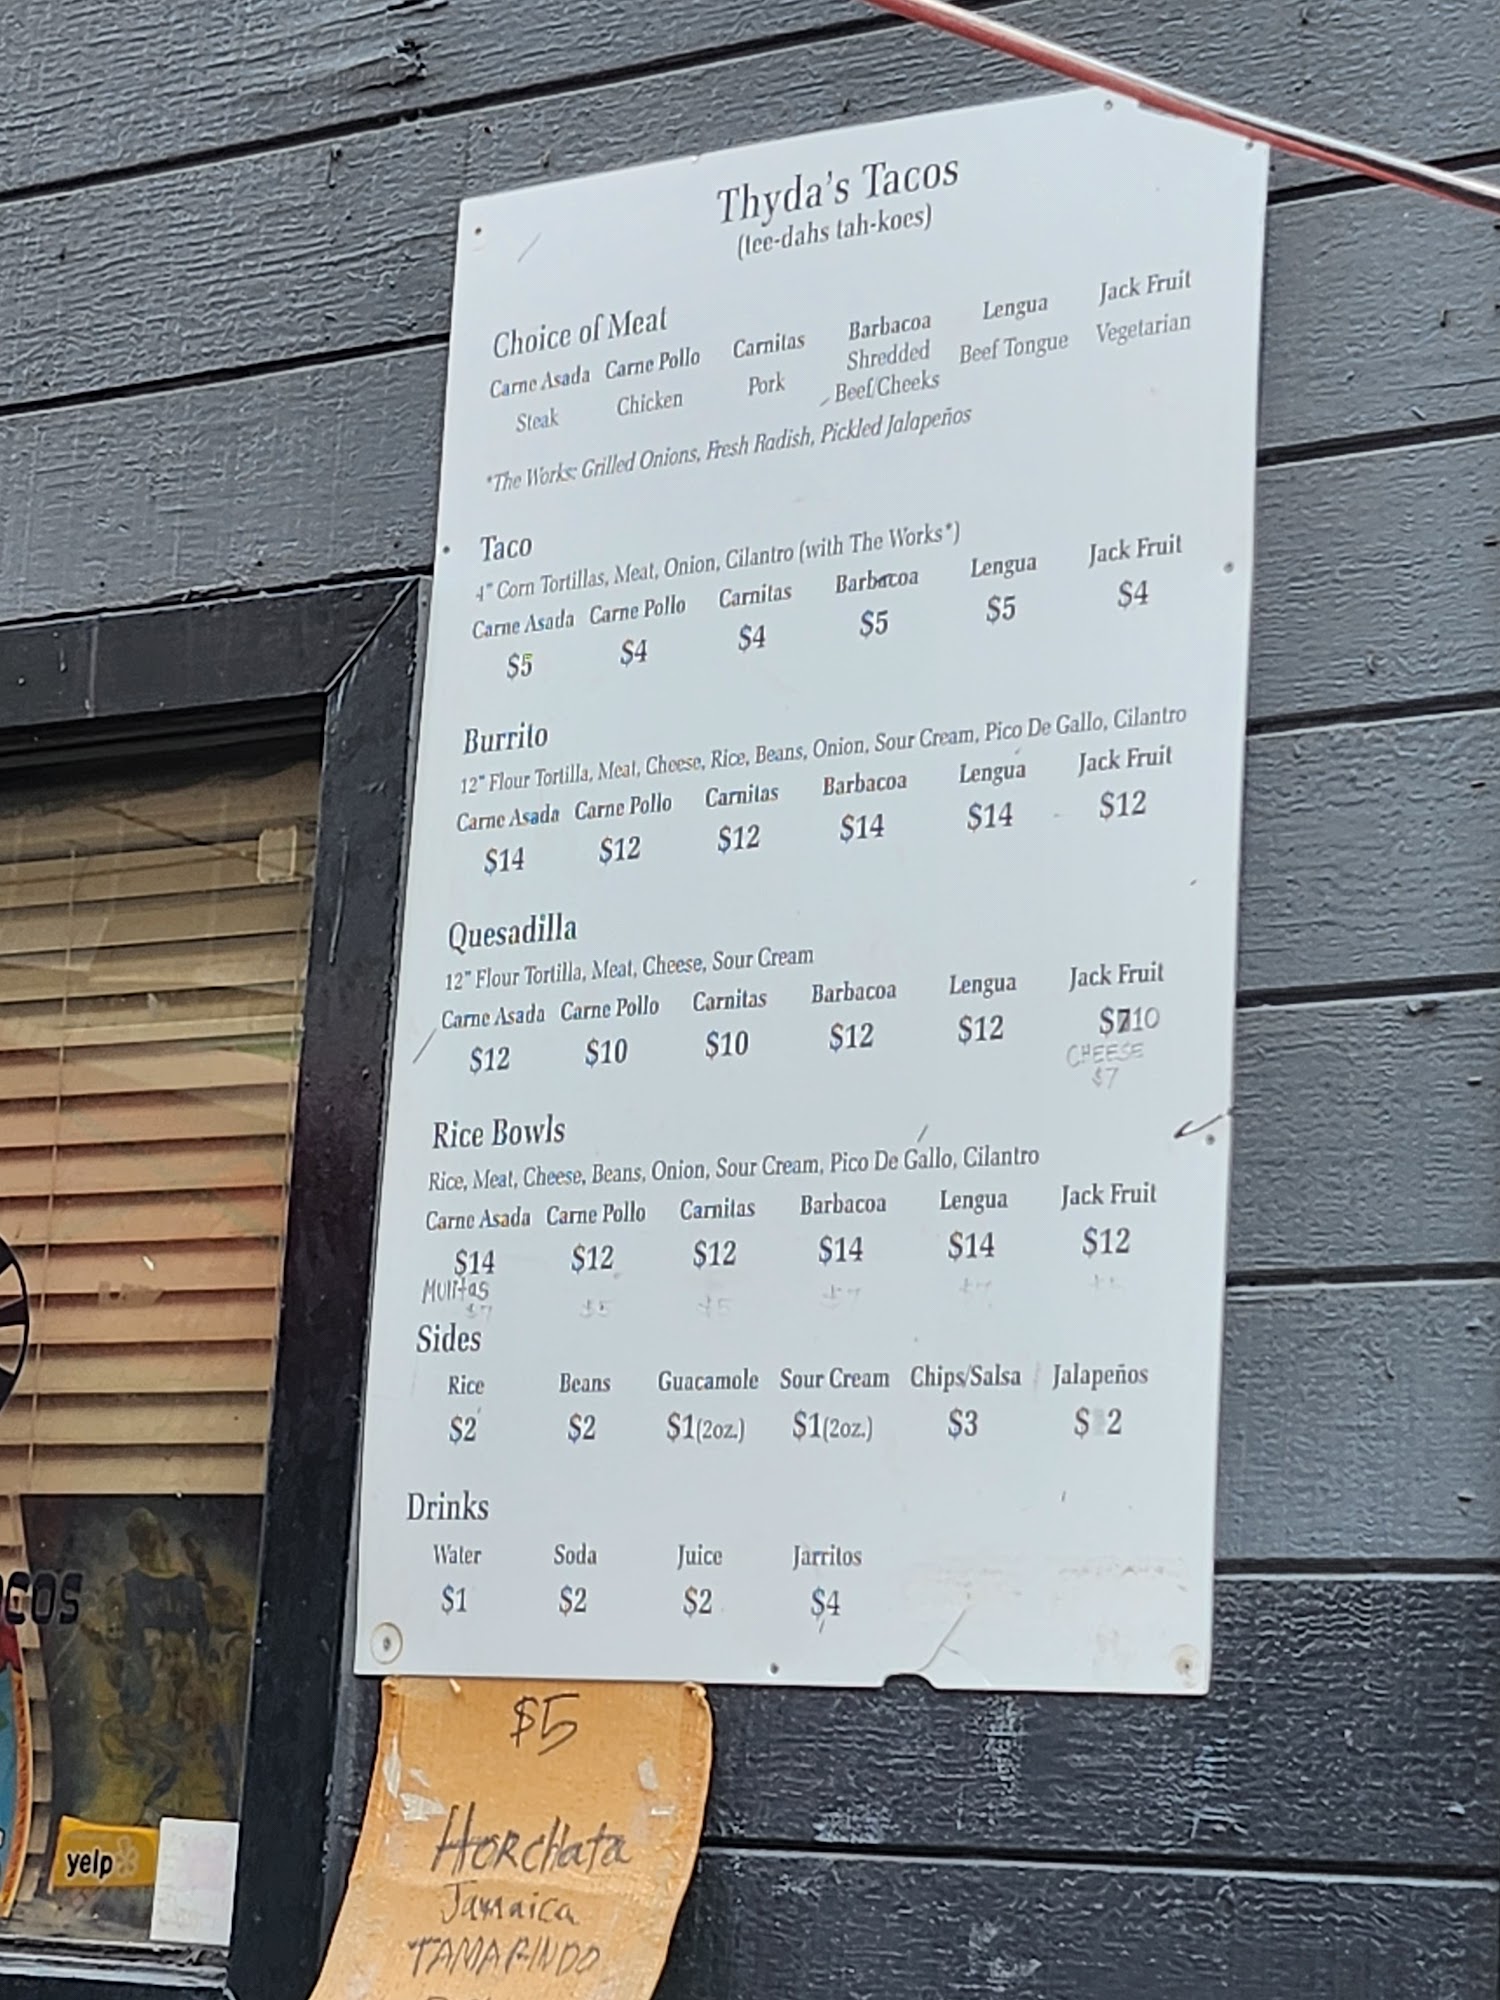 Thyda's Tacos
(tee-dahs tah-koes)
Choice of Meat
Carne Asada Carne Pollo Carnitas Barbacoa Lengua Jack Fruit
Steak Chicken Pork Shredded Beef/Cheeks Beef Tongue Vegetarian
*The Works: Grilled Onions, Fresh Radish, Pickled Jalapeños
Taco
4" Corn Tortillas, Meat, Onion, Cilantro (with The Works*)
Carne Asada Carne Pollo Carnitas Barbacoa Lengua Jack Fruit
$5 $4 $4 $5 $5 $4
Burrito
12" Flour Tortilla, Meat, Cheese, Rice, Beans, Onion, Sour Cream, Pico De Gallo, Cilantro
Carne Asada Carne Pollo Carnitas Barbacoa Lengua Jack Fruit
$14 $12 $12 $14 $14 $12
Quesadilla
12" Flour Tortilla, Meat, Cheese, Sour Cream
Carne Asada Carne Pollo Carnitas Barbacoa Lengua Jack Fruit
$12 $10 $10 $12 $12 $10
CHEESE
$7
Rice Bowls
Rice, Meat, Cheese, Beans, Onion, Sour Cream, Pico De Gallo, Cilantro
Carne Asada Carne Pollo Carnitas Barbacoa Lengua Jack Fruit
$14 $12 $12 $14 $14 $12
Mulitas
Sides
Rice Beans Guacamole Sour Cream Chips/Salsa Jalapeños
$2 $2 $1(2oz.) $1(2oz.) $3 $2
Drinks
Water Soda Juice Jarritos
$1 $2 $2 $4
$5
HORCHata
Jamaica
TAMARINDO
COS
yelp